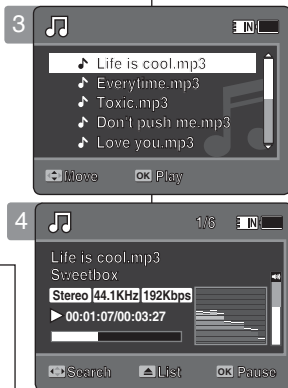 3
IN
Life is cool.mp3
Everytime.mp3
Toxic.mp3
Don't push me.mp3
Love you.mp3
Move OK Play
4
1/6 IN
Life is cool.mp3
Sweetbox
Stereo 44.1KHz 192Kbps
00:01:07/00:03:27
Search List OK Pause